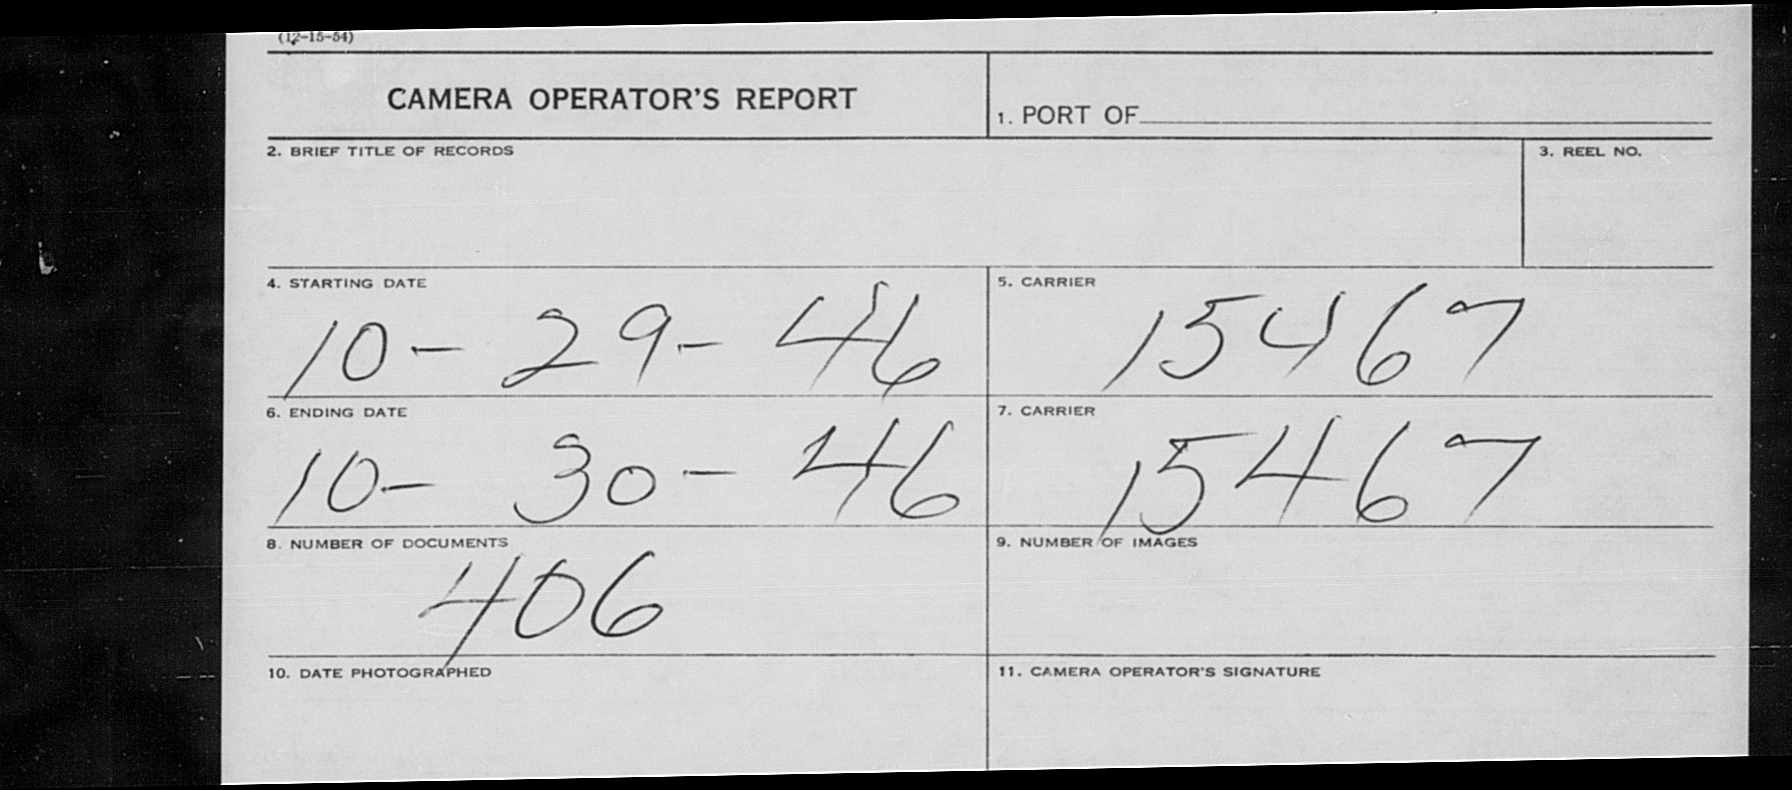 (12-15-54)
CAMERA OPERATOR'S REPORT
1. PORT OF
2. BRIEF TITLE OF RECORDS
3. REEL NO.
4. STARTING DATE
10-29-46
5. CARRIER
15467
6. ENDING DATE
10-30-46
7. CARRIER
15467
8. NUMBER OF DOCUMENTS
406
9. NUMBER OF IMAGES
10. DATE PHOTOGRAPHED
11. CAMERA OPERATOR'S SIGNATURE